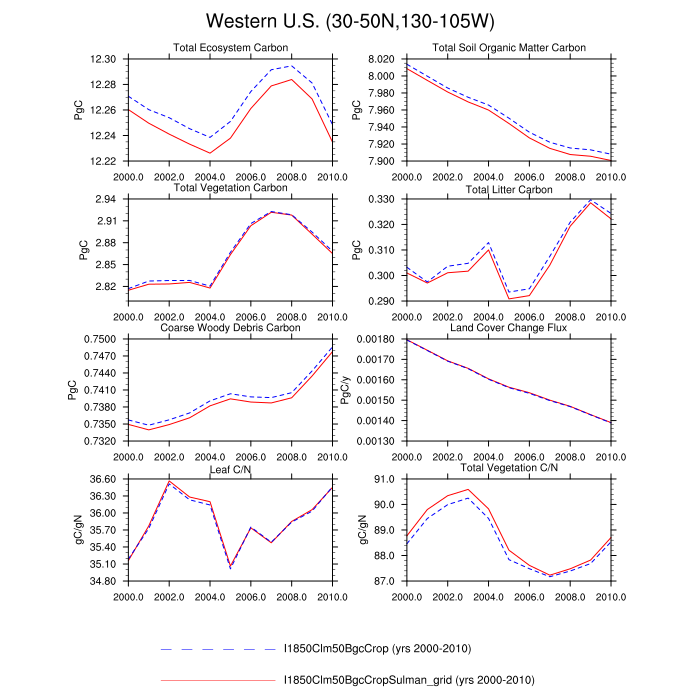 Western U.S. (30-50N,130-105W)
Total Ecosystem Carbon
Total Soil Organic Matter Carbon
PgC
12.30
12.28
12.26
12.24
12.22
2000.0 2002.0 2004.0 2006.0 2008.0 2010.0
PgC
8.020
8.000
7.980
7.960
7.940
7.920
7.900
2000.0 2002.0 2004.0 2006.0 2008.0 2010.0
Total Vegetation Carbon
Total Litter Carbon
PgC
2.94
2.91
2.88
2.85
2.82
2000.0 2002.0 2004.0 2006.0 2008.0 2010.0
PgC
0.330
0.320
0.310
0.300
0.290
2000.0 2002.0 2004.0 2006.0 2008.0 2010.0
Coarse Woody Debris Carbon
Land Cover Change Flux
PgC
0.7500
0.7470
0.7440
0.7410
0.7380
0.7350
0.7320
2000.0 2002.0 2004.0 2006.0 2008.0 2010.0
PgC/y
0.00180
0.00170
0.00160
0.00150
0.00140
0.00130
2000.0 2002.0 2004.0 2006.0 2008.0 2010.0
Leaf C/N
Total Vegetation C/N
gC/gN
36.60
36.30
36.00
35.70
35.40
35.10
34.80
2000.0 2002.0 2004.0 2006.0 2008.0 2010.0
gC/gN
91.0
90.0
89.0
88.0
87.0
2000.0 2002.0 2004.0 2006.0 2008.0 2010.0
I1850Clm50BgcCrop (yrs 2000-2010)
I1850Clm50BgcCropSulman_grid (yrs 2000-2010)